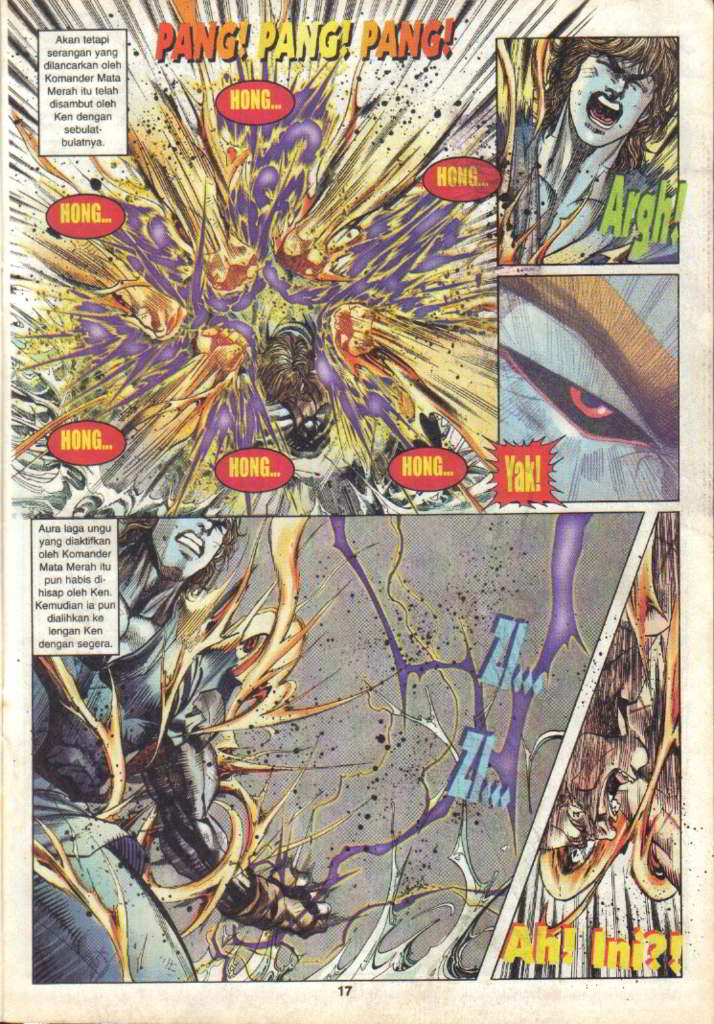 Akan tetapi
serangan yang
dilancarkan oleh
Komander Mata
Merah itu telah
disambut oleh
Ken dengan
sebulat-
bulatnya.
PANG! PANG! PANG!
HONG...
HONG...
HONG...
HONG...
HONG...
HONG...
Argh!
Yak!
Aura laga ungu
yang diaktifkan
oleh Komander
Mata Merah itu
pun habis di-
hisap oleh Ken.
Kemudian ia pun
dialihkan ke
lengan Ken
dengan segera.
ZI...
ZI...
Ah! Ini?!
17